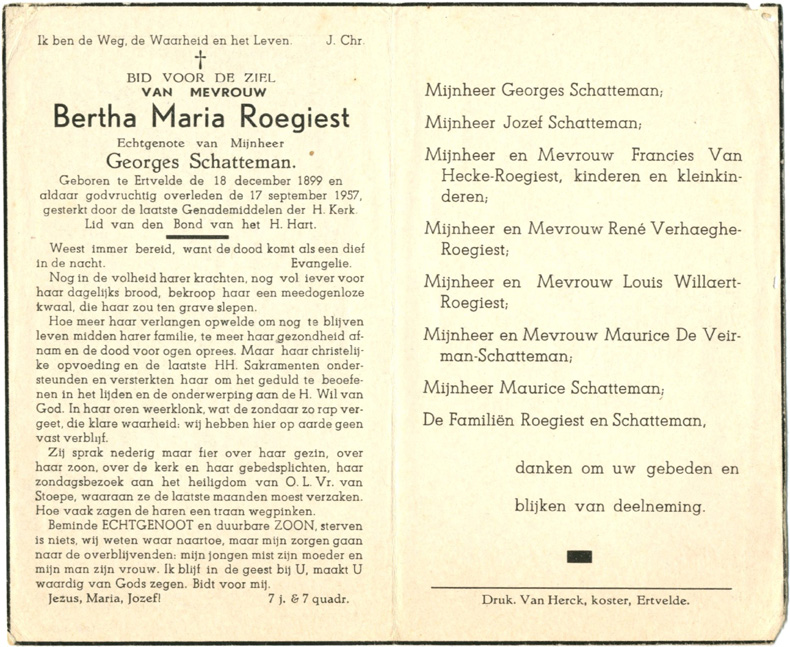 Ik ben de Weg, de Waarheid en het Leven. J. Chr.
BID VOOR DE ZIEL
VAN MEVROUW
Bertha Maria Roegiest
Echtgenote van Mijnheer
Georges Schatteman.
Geboren te Ertvelde de 18 december 1899 en
aldaar godvruchtig overleden de 17 september 1957,
gesterkt door de laatste Genademiddelen der H. Kerk.
Lid van den Bond van het H. Hart.
Weest immer bereid, want de dood komt als een dief
in de nacht. Evangelie.
Nog in de volheid harer krachten, nog vol iever voor
haar dagelijks brood, bekroop haar een meedogenloze
kwaal, die haar zou ten grave slepen.
Hoe meer haar verlangen opwelde om nog te blijven
leven midden harer familie, te meer haar gezondheid af-
nam en de dood voor ogen oprees. Maar haar christelij-
ke opvoeding en de laatste HH. Sakramenten onder-
steunden en versterkten haar om het geduld te beoefe-
nen in het lijden en de onderwerping aan de H. Wil van
God. In haar oren weerklonk, wat de zondaar zo rap ver-
geet, die klare waarheid: wij hebben hier op aarde geen
vast verblijf.
Zij sprak nederig maar fier over haar gezin, over
haar zoon, over de kerk en haar gebedsplichten, haar
zondagsbezoek aan het heiligdom van O. L. Vr. van
Stoepe, waaraan ze de laatste maanden moest verzaken.
Hoe vaak zagen de haren een traan wegpinken.
Beminde ECHTGENOOT en duurbare ZOON, sterven
is niets, wij weten waar naartoe, maar mijn zorgen gaan
naar de overblijvenden: mijn jongen mist zijn moeder en
mijn man zijn vrouw. Ik blijf in de geest bij U, maakt U
waardig van Gods zegen. Bidt voor mij.
Jezus, Maria, Jozef! 7 j. & 7 quadr.
Mijnheer Georges Schatteman;
Mijnheer Jozef Schatteman;
Mijnheer en Mevrouw Francies Van
Hecke-Roegiest, kinderen en kleinkin-
deren;
Mijnheer en Mevrouw René Verhaeghe-
Roegiest;
Mijnheer en Mevrouw Louis Willaert-
Roegiest;
Mijnheer en Mevrouw Maurice De Veir-
man-Schatteman;
Mijnheer Maurice Schatteman;
De Familiën Roegiest en Schatteman,
danken om uw gebeden en
blijken van deelneming.
Druk. Van Herck, koster, Ertvelde.